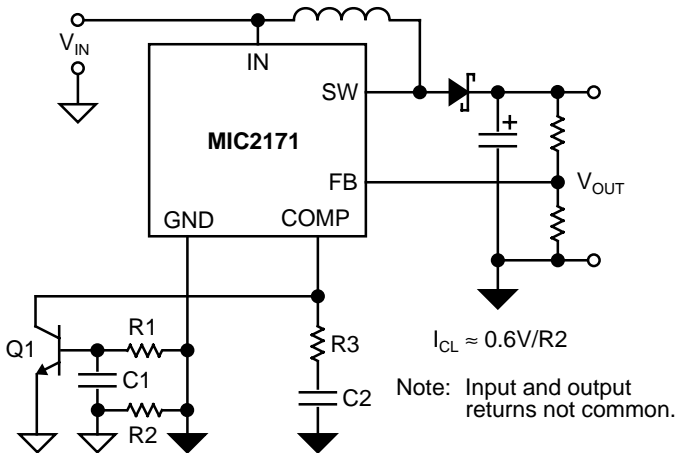 V_IN
IN
SW
MIC2171
FB
V_OUT
GND
COMP
+
R1
Q1
C1
R2
R3
C2
I_CL ≈ 0.6V/R2
Note: Input and output
returns not common.